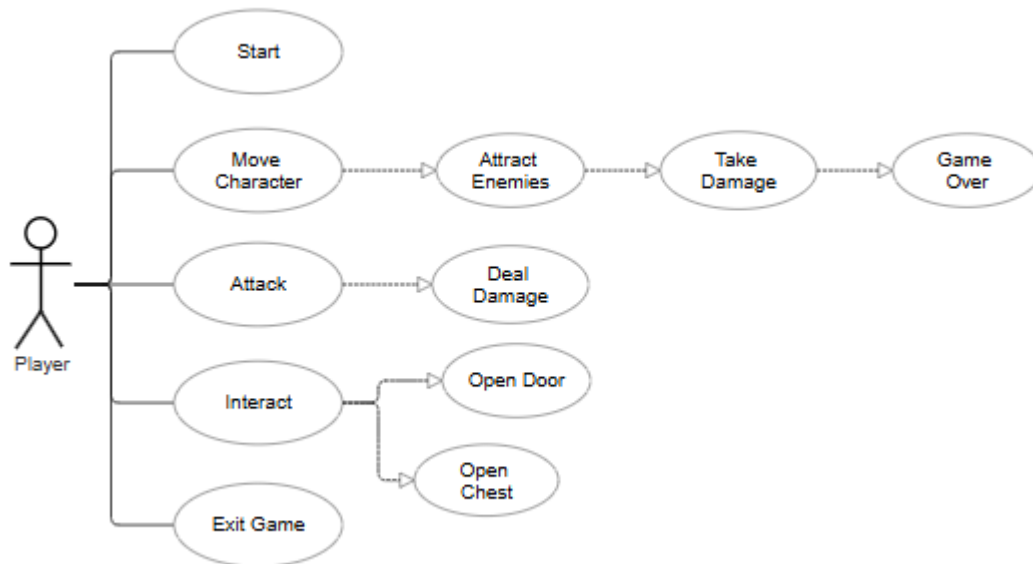 Start
Move
Character
Attract
Enemies
Take
Damage
Game
Over
Attack
Deal
Damage
Player
Interact
Open Door
Open
Chest
Exit Game